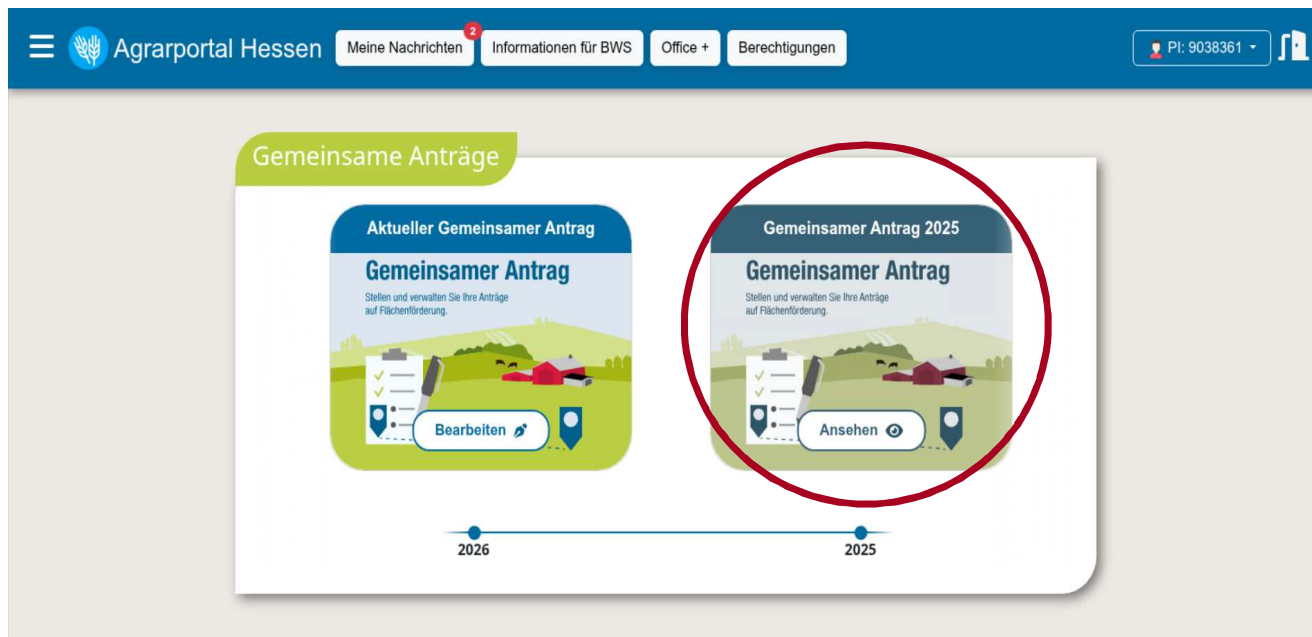 Agrarportal Hessen
Meine Nachrichten
2
Informationen für BWS
Office +
Berechtigungen
PI: 9038361
Gemeinsame Anträge
Aktueller Gemeinsamer Antrag
Gemeinsamer Antrag
Stellen und verwalten Sie Ihre Anträge
auf Flächenförderung.
Bearbeiten
Gemeinsamer Antrag 2025
Gemeinsamer Antrag
Stellen und verwalten Sie Ihre Anträge
auf Flächenförderung.
Ansehen
2026
2025